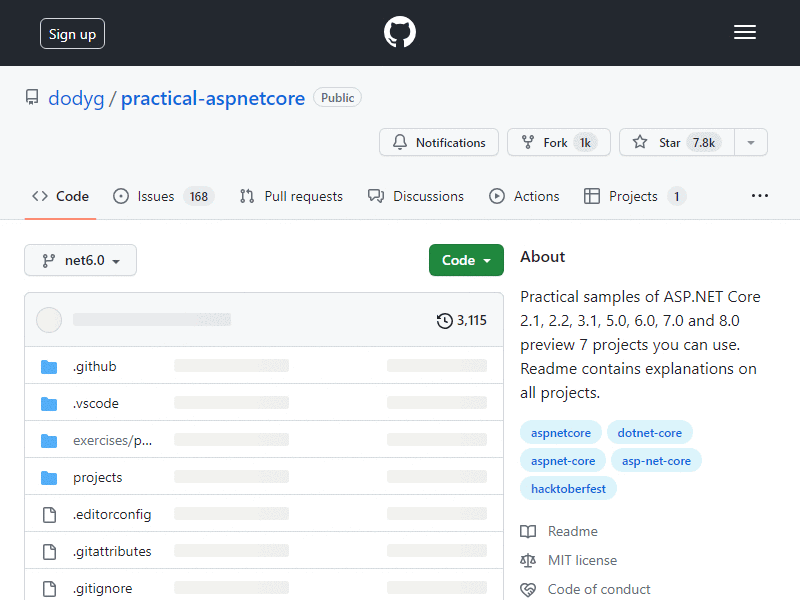 Sign up
dodyg / practical-aspnetcore Public
Notifications Fork 1k Star 7.8k
Code Issues 168 Pull requests Discussions Actions Projects 1
net6.0 Code
3,115
.github
.vscode
exercises/p...
projects
.editorconfig
.gitattributes
.gitignore
About
Practical samples of ASP.NET Core
2.1, 2.2, 3.1, 5.0, 6.0, 7.0 and 8.0
preview 7 projects you can use.
Readme contains explanations on
all projects.
aspnetcore dotnet-core
aspnet-core asp-net-core
hacktoberfest
Readme
MIT license
Code of conduct